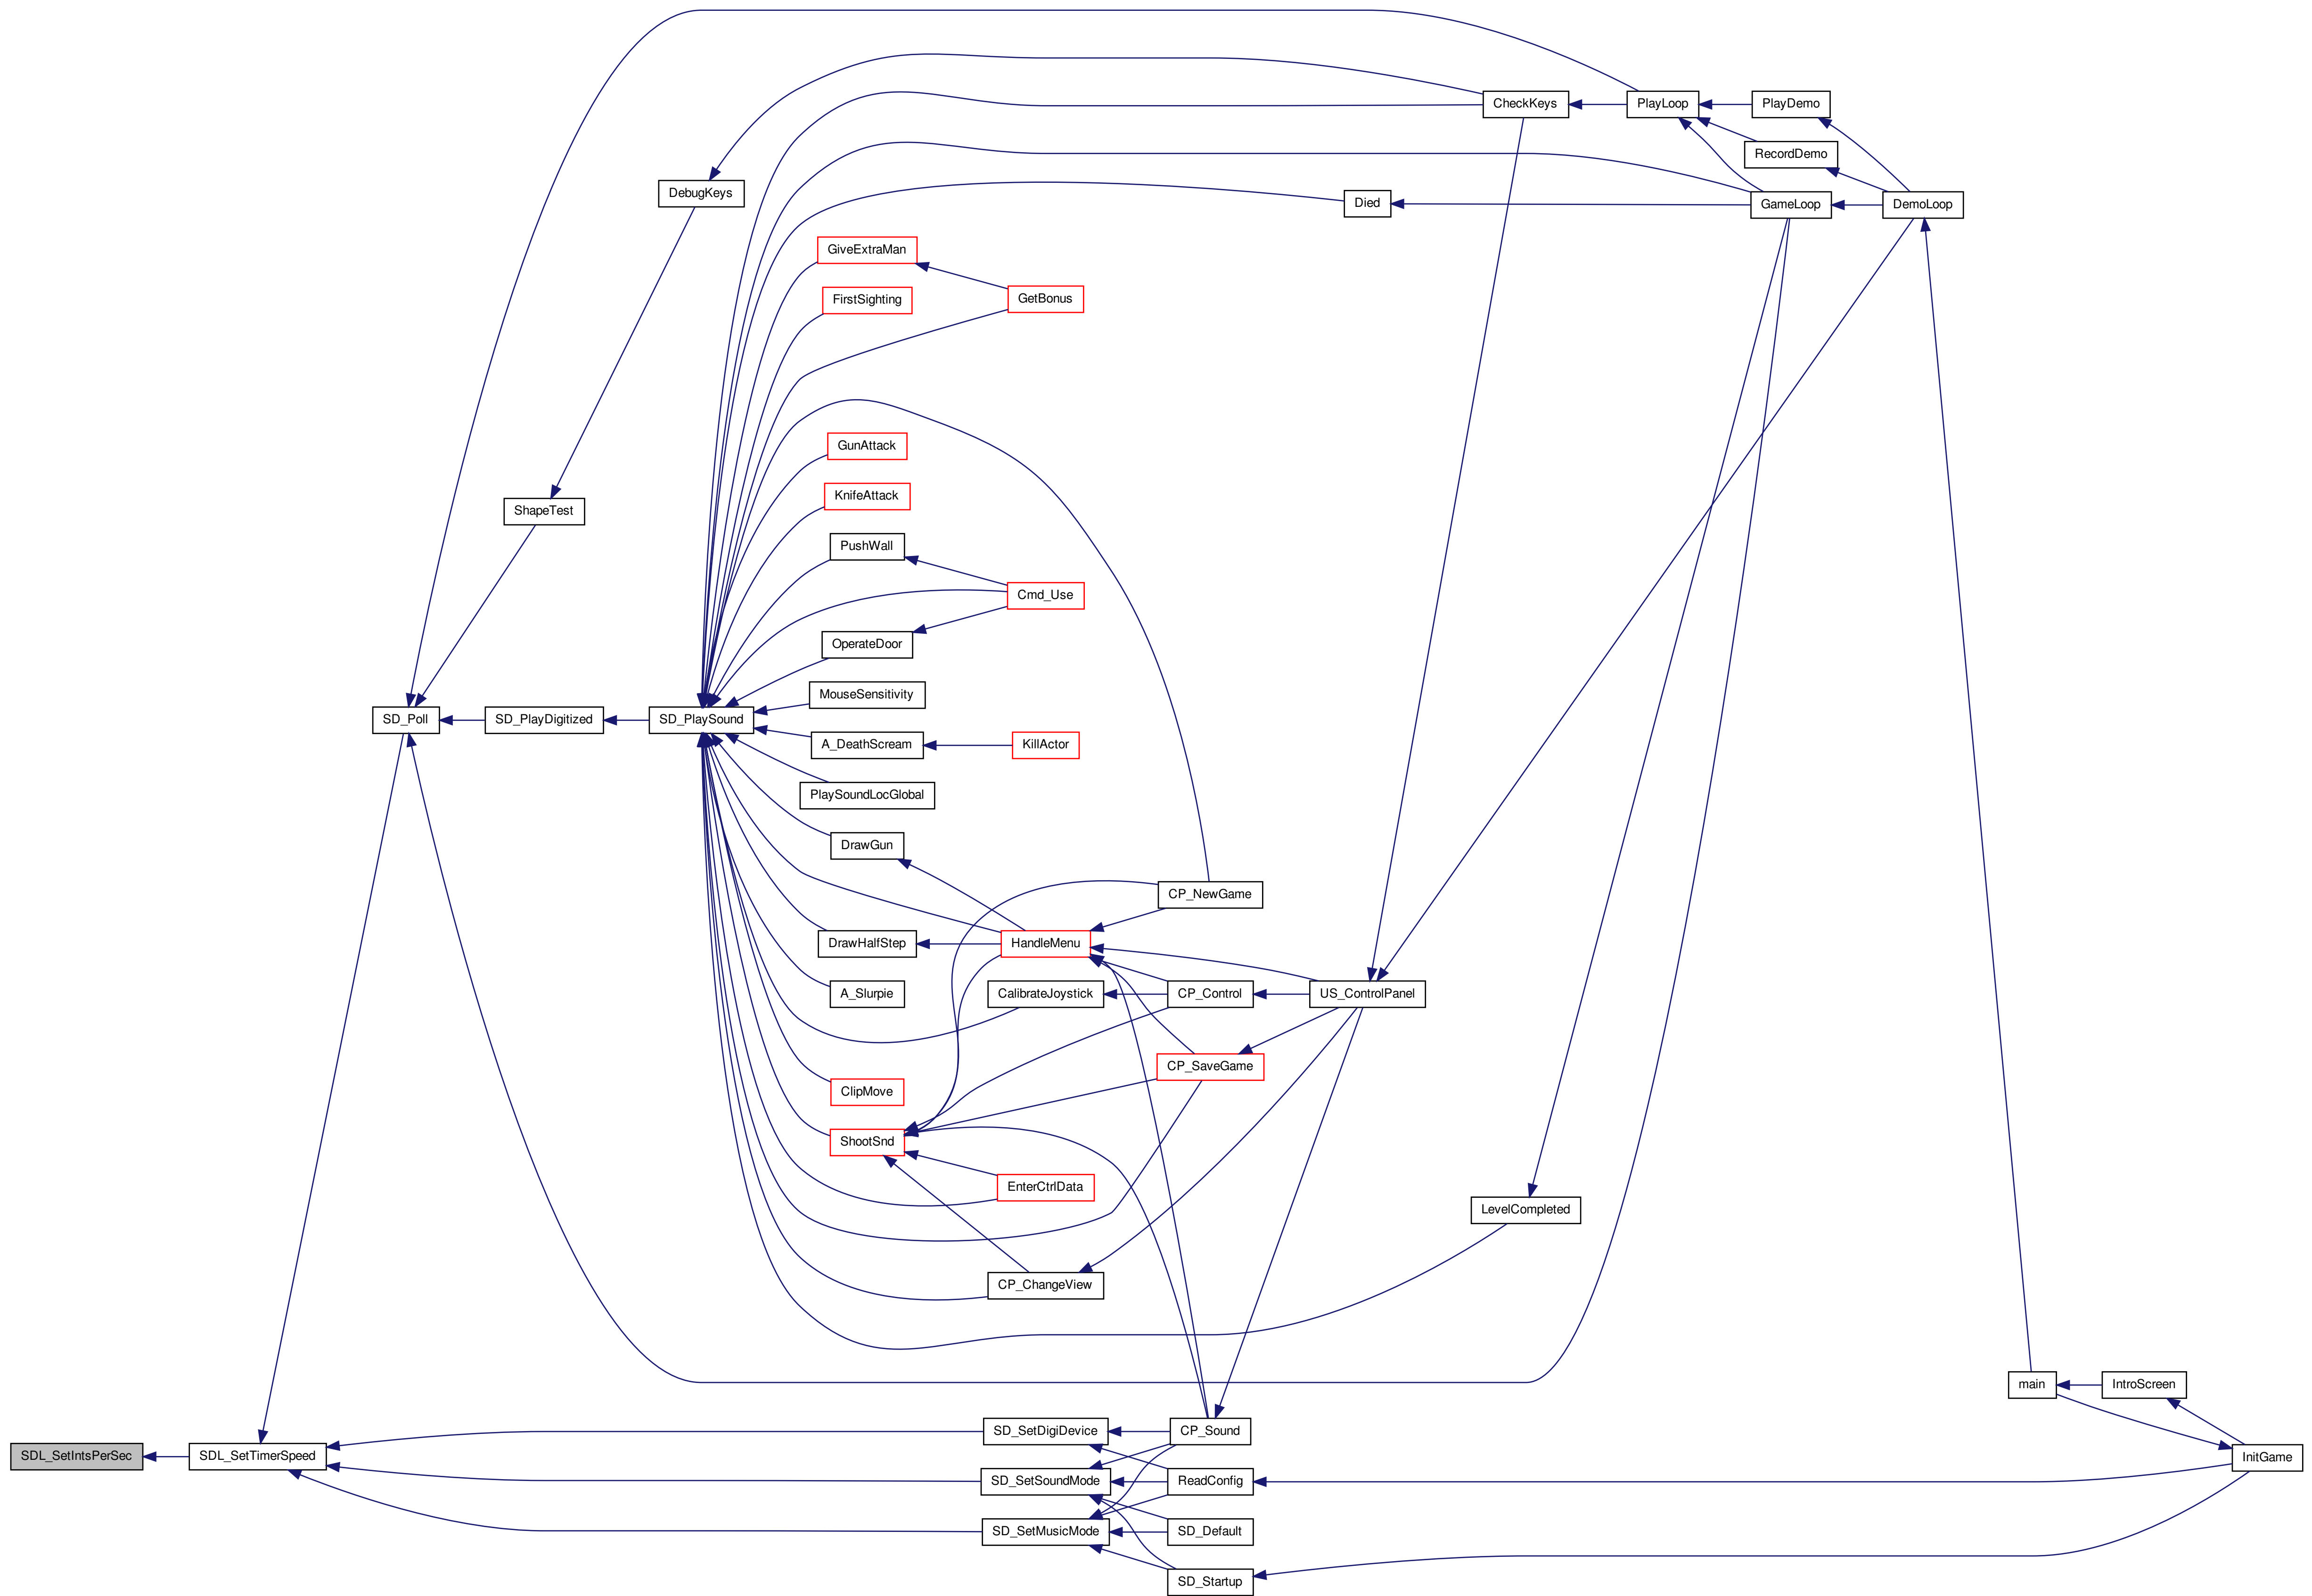 CheckKeys
PlayLoop
PlayDemo
RecordDemo
DebugKeys
Died
GameLoop
DemoLoop
GiveExtraMan
FirstSighting
GetBonus
GunAttack
KnifeAttack
ShapeTest
PushWall
Cmd_Use
OperateDoor
MouseSensitivity
SD_Poll
SD_PlayDigitized
SD_PlaySound
A_DeathScream
KillActor
PlaySoundLocGlobal
DrawGun
CP_NewGame
DrawHalfStep
HandleMenu
A_Slurpie
CalibrateJoystick
CP_Control
US_ControlPanel
CP_SaveGame
ClipMove
ShootSnd
EnterCtrlData
LevelCompleted
CP_ChangeView
main
IntroScreen
SD_SetDigiDevice
CP_Sound
SDL_SetIntsPerSec
SDL_SetTimerSpeed
InitGame
SD_SetSoundMode
ReadConfig
SD_SetMusicMode
SD_Default
SD_Startup